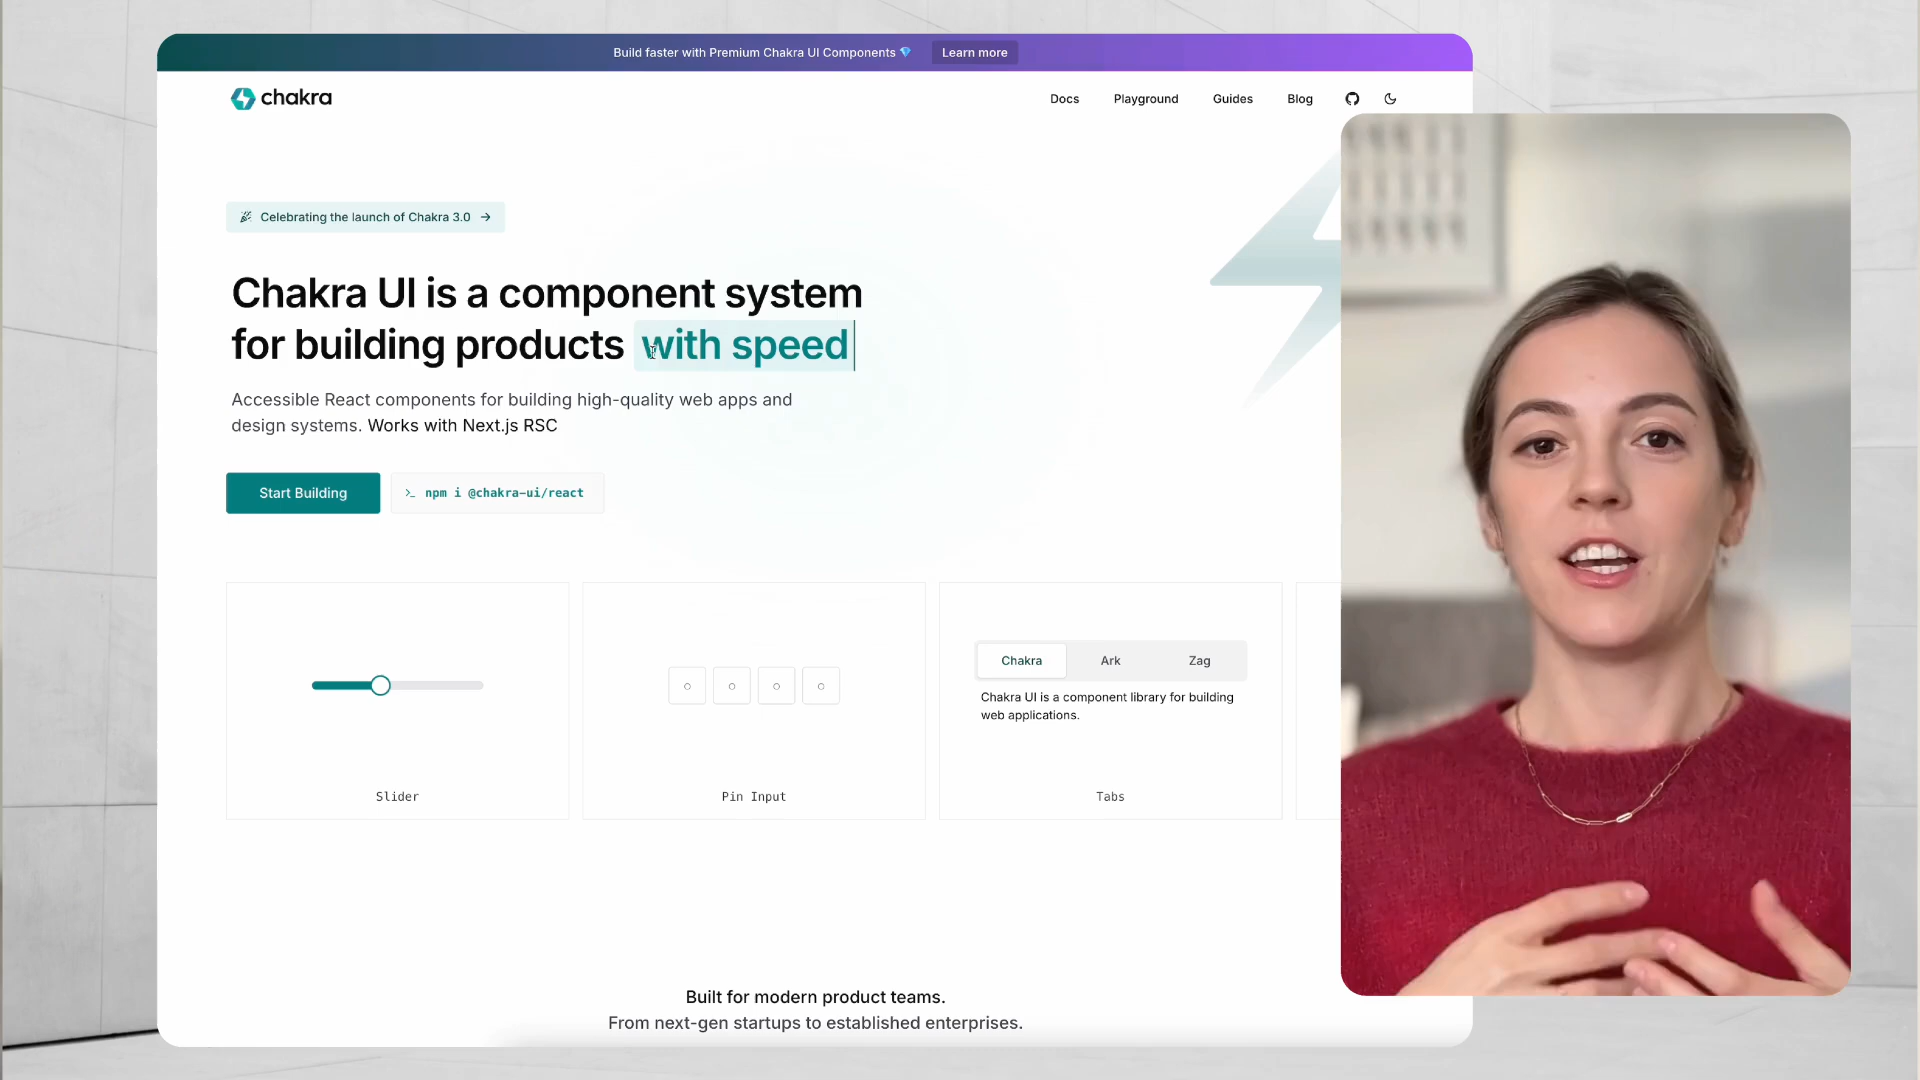 Build faster with Premium Chakra UI Components 💎 Learn more
chakra
Docs Playground Guides Blog
Celebrating the launch of Chakra 3.0 →
Chakra UI is a component system
for building products with speed
Accessible React components for building high-quality web apps and
design systems. Works with Next.js RSC
Start Building
>_ npm i @chakra-ui/react
Chakra Ark Zag
Chakra UI is a component library for building
web applications.
Slider
Pin Input
Tabs
Built for modern product teams.
From next-gen startups to established enterprises.